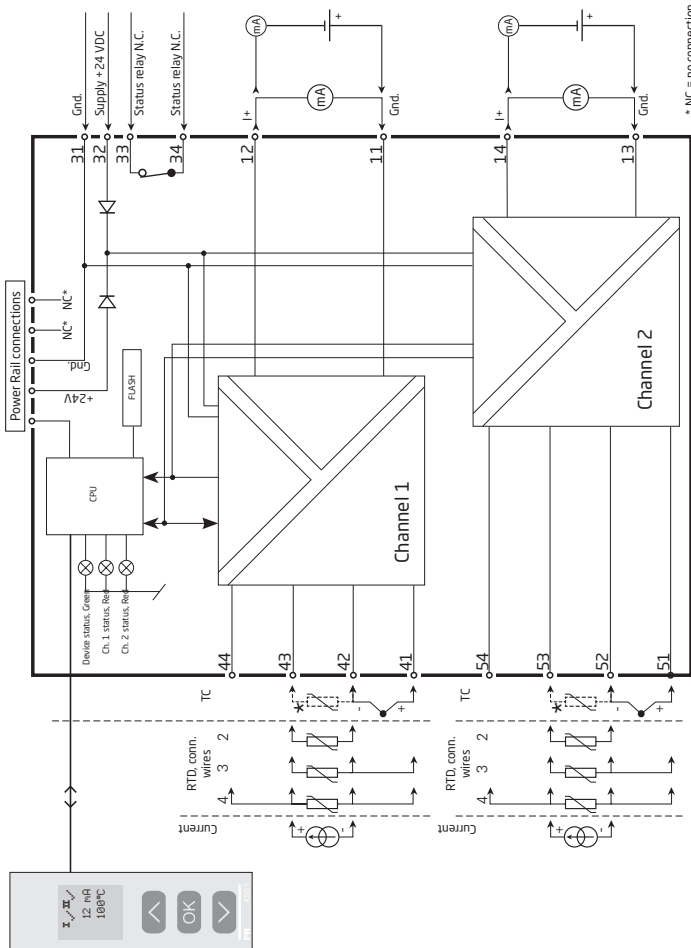 Power Rail connections
+24V
Gnd.
NC*
NC*
Gnd.
Supply +24 VDC
Status relay N.C.
Status relay N.C.
31
32
33
34
12
11
14
13
I+
Gnd.
I+
Gnd.
mA
mA
+
mA
mA
+
* NC = no connection
CPU
FLASH
Device status, Green
Ch. 1 status, Red
Ch. 2 status, Red
Channel 1
Channel 2
44
43
42
41
54
53
52
51
TC
*
-
+
RTD, conn.
wires
2
3
4
Current
+
-
TC
*
-
+
RTD, conn.
wires
2
3
4
Current
+
-
12 mA
100°C
OK
PR